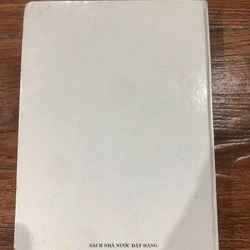 SÁCH NHÀ NƯỚC ĐẶT HÀNG